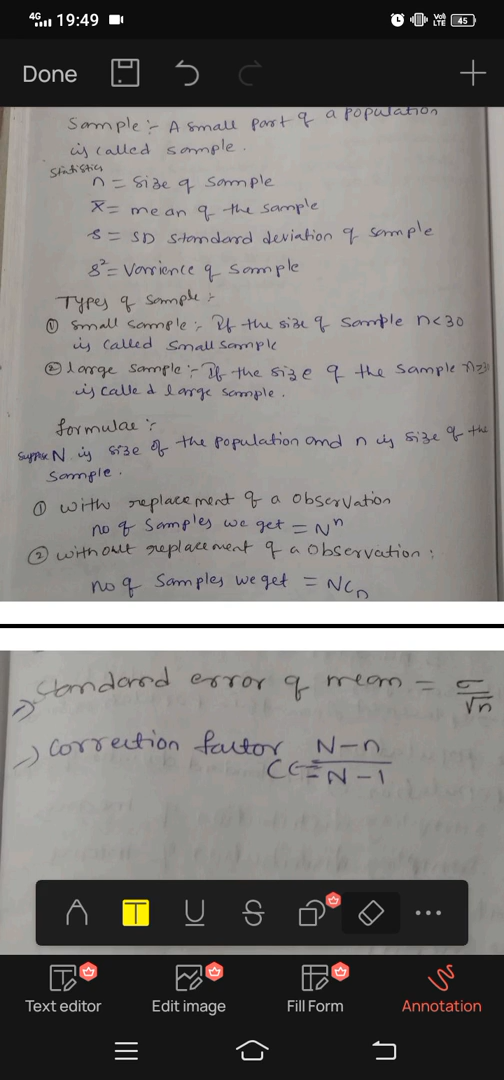 4G 19:49 Vo) LTE 45
Done
Sample :- A small part of a population
is called sample.
Statistics
n = size of sample
x̄ = mean of the sample
s = SD standard deviation of sample
s² = Varrience of sample
Types of sample :-
① small sample :- If the size of sample n<30
is called small sample
② large sample :- If the size of the sample n≥30
is called large sample.
formulae :-
suppose N is size of the population and n is size of the
sample.
① with replacement of a observation
no of samples we get = Nⁿ
② without replacement of a observation :
no of samples we get = NCn
standard error of mean = σ/√n
correction factor CF = N-n/N-1
T U S
Text editor Edit image Fill Form Annotation